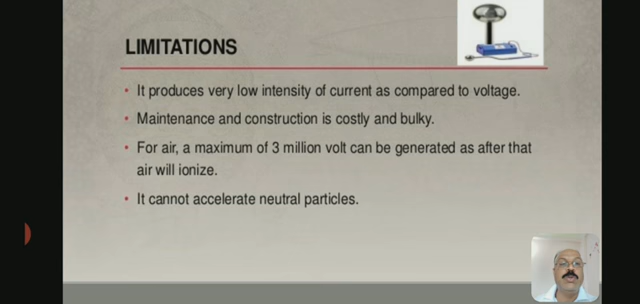 LIMITATIONS
It produces very low intensity of current as compared to voltage.
Maintenance and construction is costly and bulky.
For air, a maximum of 3 million volt can be generated as after that
air will ionize.
It cannot accelerate neutral particles.